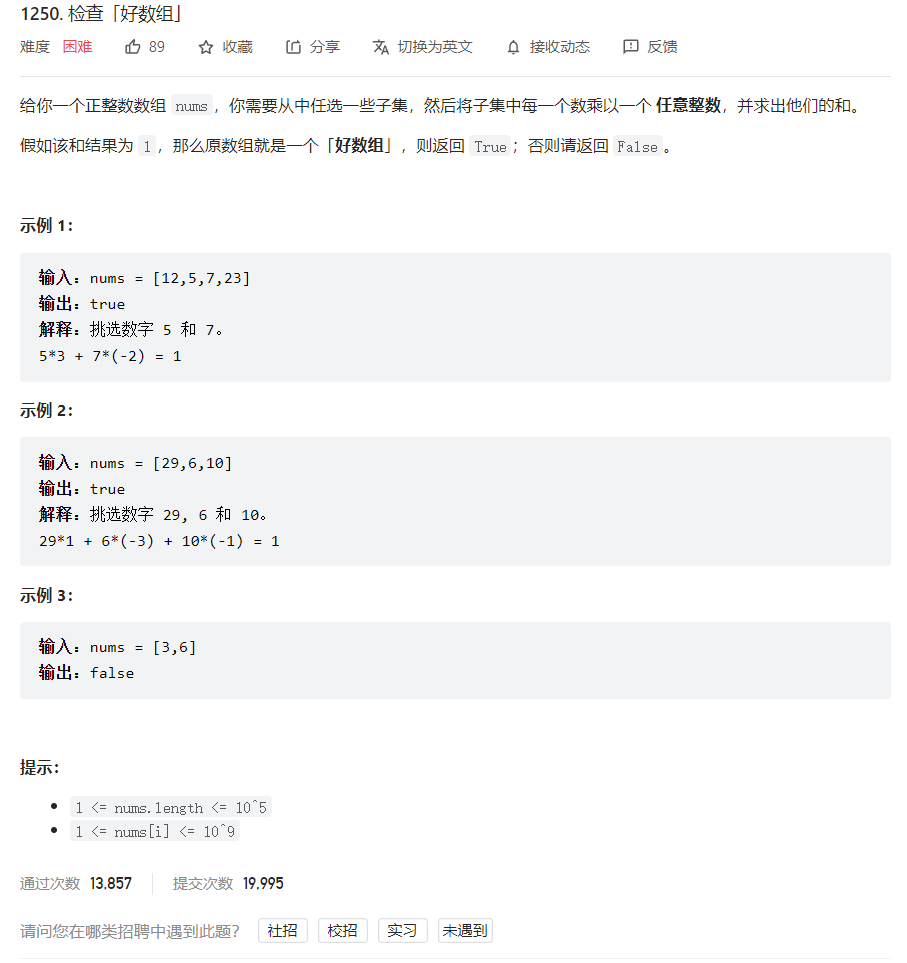 1250. 检查「好数组」
难度 困难 89 收藏 分享 切换为英文 接收动态 反馈
给你一个正整数数组 nums，你需要从中任选一些子集，然后将子集中每一个数乘以一个 任意整数，并求出他们的和。
假如该和结果为 1，那么原数组就是一个「好数组」，则返回 True；否则请返回 False。
示例 1：
输入：nums = [12,5,7,23]
输出：true
解释：挑选数字 5 和 7。
5*3 + 7*(-2) = 1
示例 2：
输入：nums = [29,6,10]
输出：true
解释：挑选数字 29, 6 和 10。
29*1 + 6*(-3) + 10*(-1) = 1
示例 3：
输入：nums = [3,6]
输出：false
提示：
1 <= nums.length <= 10^5
1 <= nums[i] <= 10^9
通过次数 13,857 提交次数 19,995
请问您在哪类招聘中遇到此题？ 社招 校招 实习 未遇到